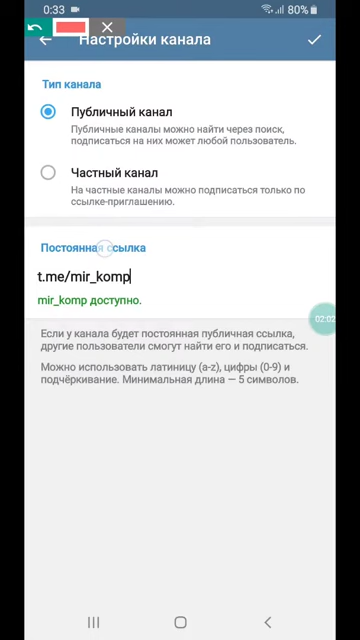 0:33 80%
Настройки канала
Тип канала
Публичный канал
Публичные каналы можно найти через поиск,
подписаться на них может любой пользователь.
Частный канал
На частные каналы можно подписаться только по
ссылке-приглашению.
Постоянная ссылка
t.me/mir_komp
mir_komp доступно.
02:02
Если у канала будет постоянная публичная ссылка,
другие пользователи смогут найти его и подписаться.
Можно использовать латиницу (a-z), цифры (0-9) и
подчёркивание. Минимальная длина — 5 символов.